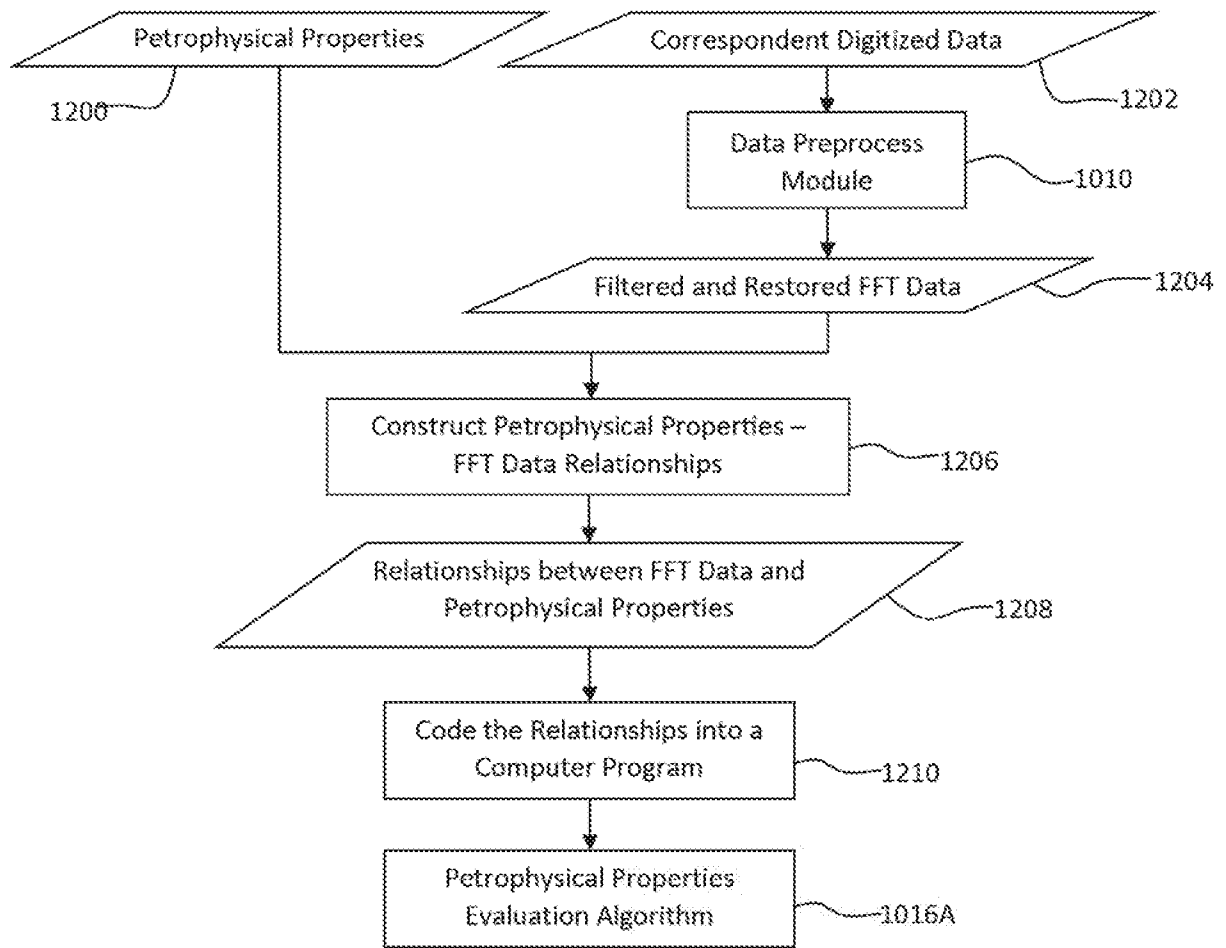 Petrophysical Properties
Correspondent Digitized Data
1200
1202
Data Preprocess
Module
1010
Filtered and Restored FFT Data
1204
Construct Petrophysical Properties –
FFT Data Relationships
1206
Relationships between FFT Data and
Petrophysical Properties
1208
Code the Relationships into a
Computer Program
1210
Petrophysical Properties
Evaluation Algorithm
1016A